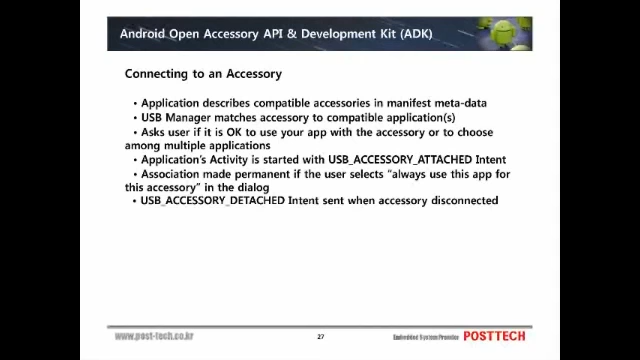 Android Open Accessory API & Development Kit (ADK)
Connecting to an Accessory
• Application describes compatible accessories in manifest meta-data
• USB Manager matches accessory to compatible application(s)
• Asks user if it is OK to use your app with the accessory or to choose
among multiple applications
• Application's Activity is started with USB_ACCESSORY_ATTACHED Intent
• Association made permanent if the user selects “always use this app for
this accessory” in the dialog
• USB_ACCESSORY_DETACHED Intent sent when accessory disconnected
www.post-tech.co.kr
27
Embedded System Provider POSTTECH